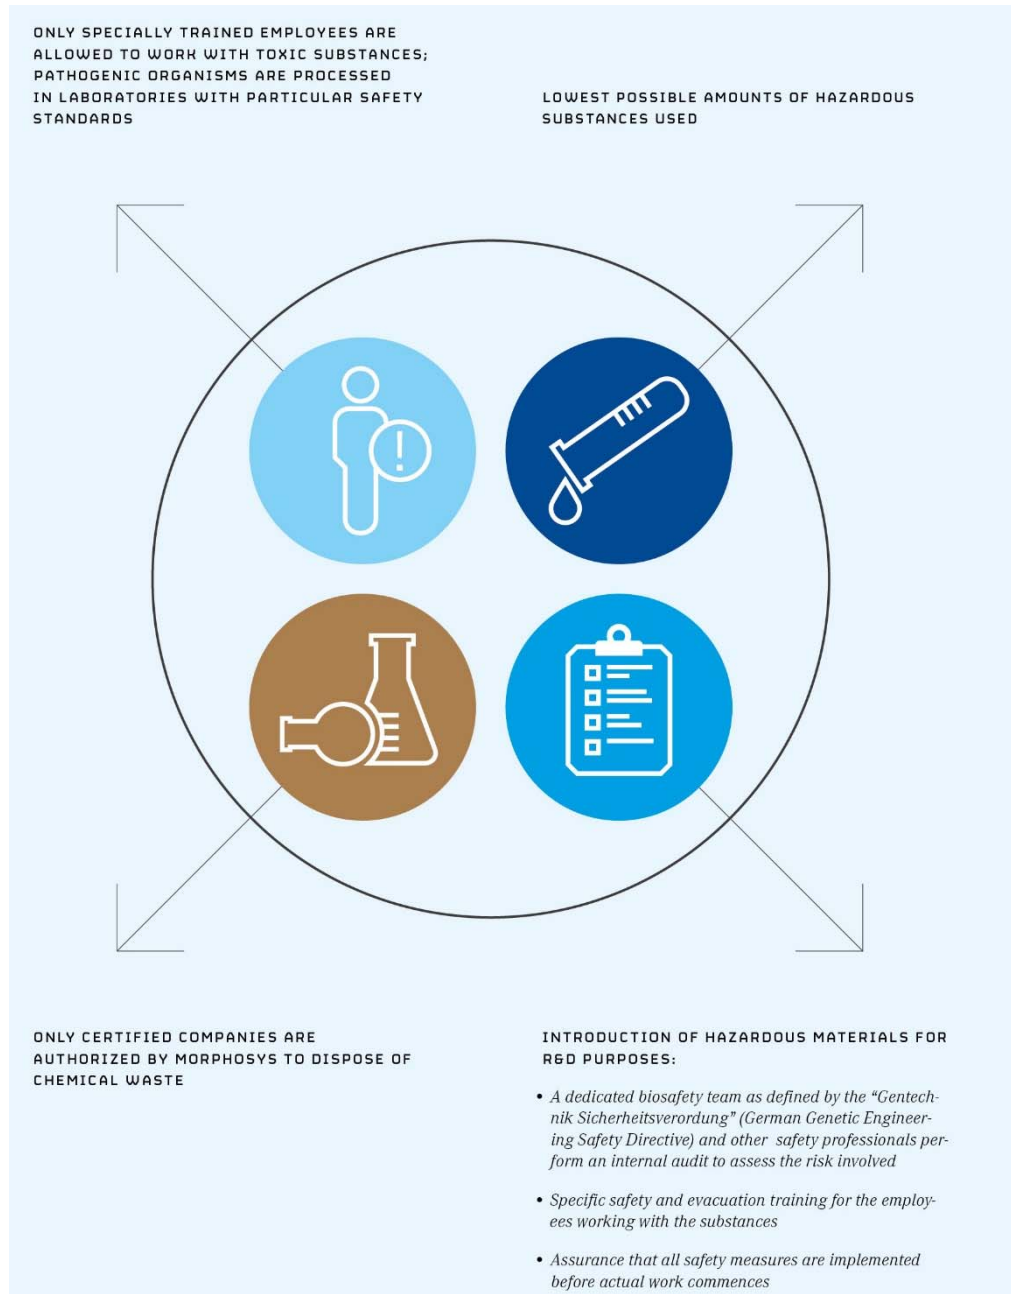 ONLY SPECIALLY TRAINED EMPLOYEES ARE
ALLOWED TO WORK WITH TOXIC SUBSTANCES;
PATHOGENIC ORGANISMS ARE PROCESSED
IN LABORATORIES WITH PARTICULAR SAFETY
STANDARDS
LOWEST POSSIBLE AMOUNTS OF HAZARDOUS
SUBSTANCES USED
ONLY CERTIFIED COMPANIES ARE
AUTHORIZED BY MORPHOSYS TO DISPOSE OF
CHEMICAL WASTE
INTRODUCTION OF HAZARDOUS MATERIALS FOR
R&D PURPOSES:
• A dedicated biosafety team as defined by the “Gentech-
nik Sicherheitsverordung” (German Genetic Engineer-
ing Safety Directive) and other safety professionals per-
form an internal audit to assess the risk involved
• Specific safety and evacuation training for the employ-
ees working with the substances
• Assurance that all safety measures are implemented
before actual work commences